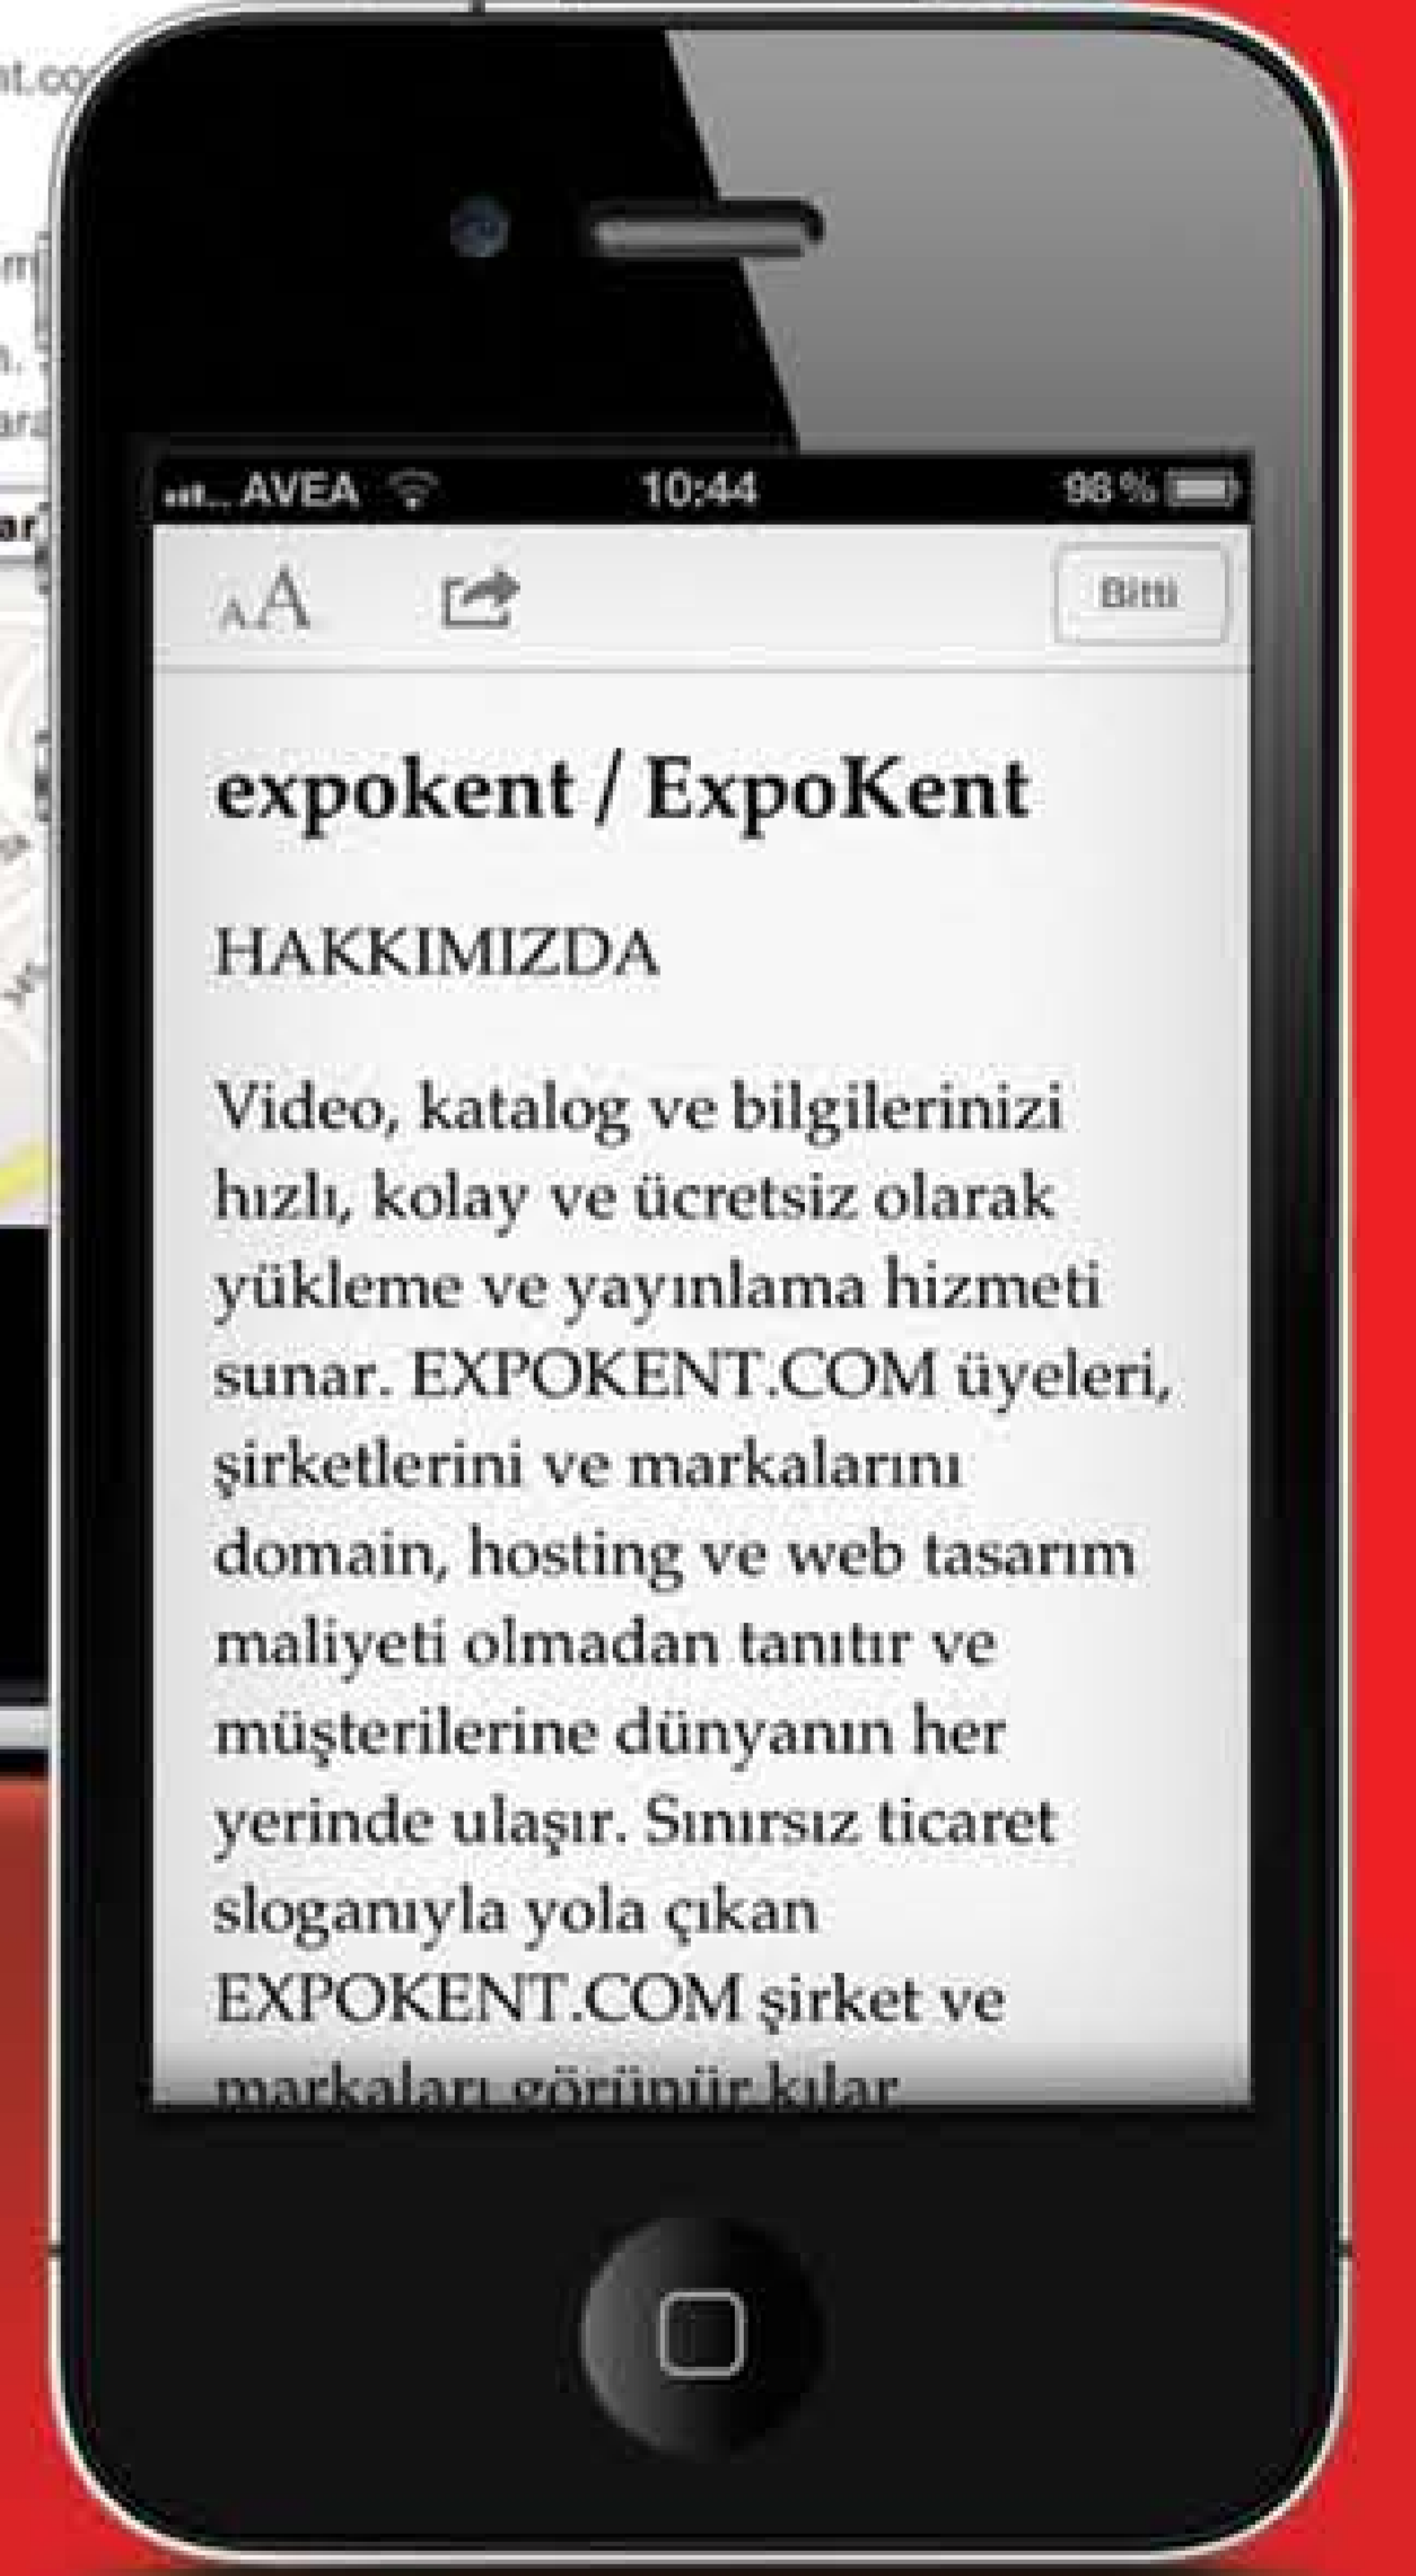 AVEA 10:44 98 %
AA Bitti
expokent / ExpoKent
HAKKIMIZDA
Video, katalog ve bilgilerinizi
hızlı, kolay ve ücretsiz olarak
yükleme ve yayınlama hizmeti
sunar. EXPOKENT.COM üyeleri,
şirketlerini ve markalarını
domain, hosting ve web tasarım
maliyeti olmadan tanıtır ve
müşterilerine dünyanın her
yerinde ulaşır. Sınırsız ticaret
sloganıyla yola çıkan
EXPOKENT.COM şirket ve
markaları görünür kılar